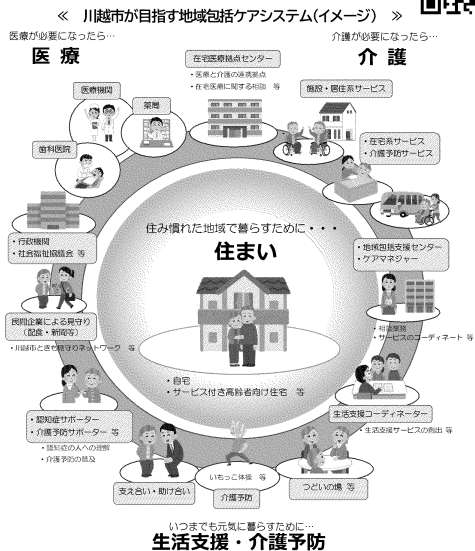 ≪ 川越市が目指す地域包括ケアシステム(イメージ) ≫
医療が必要になったら…
医 療
介護が必要になったら…
介 護
在宅医療拠点センター
・医療と介護の連携拠点
・在宅医療に関する相談 等
医療機関
薬局
歯科医院
施設・居住系サービス
・在宅系サービス
・介護予防サービス
・行政機関
・社会福祉協議会 等
住み慣れた地域で暮らすために・・・
住まい
・自宅
・サービス付き高齢者向け住宅 等
・地域包括支援センター
・ケアマネジャー
・相談業務
・サービスのコーディネート 等
民間企業による見守り
(配食・新聞等)
・川越市ときも見守りネットワーク 等
・認知症サポーター
・介護予防サポーター 等
・認知症の人への理解
・介護予防の普及
生活支援コーディネーター
・生活支援サービスの創出 等
支え合い・助け合い
いもっこ体操 等
介護予防
つどいの場 等
いつまでも元気に暮らすために…
生活支援・介護予防